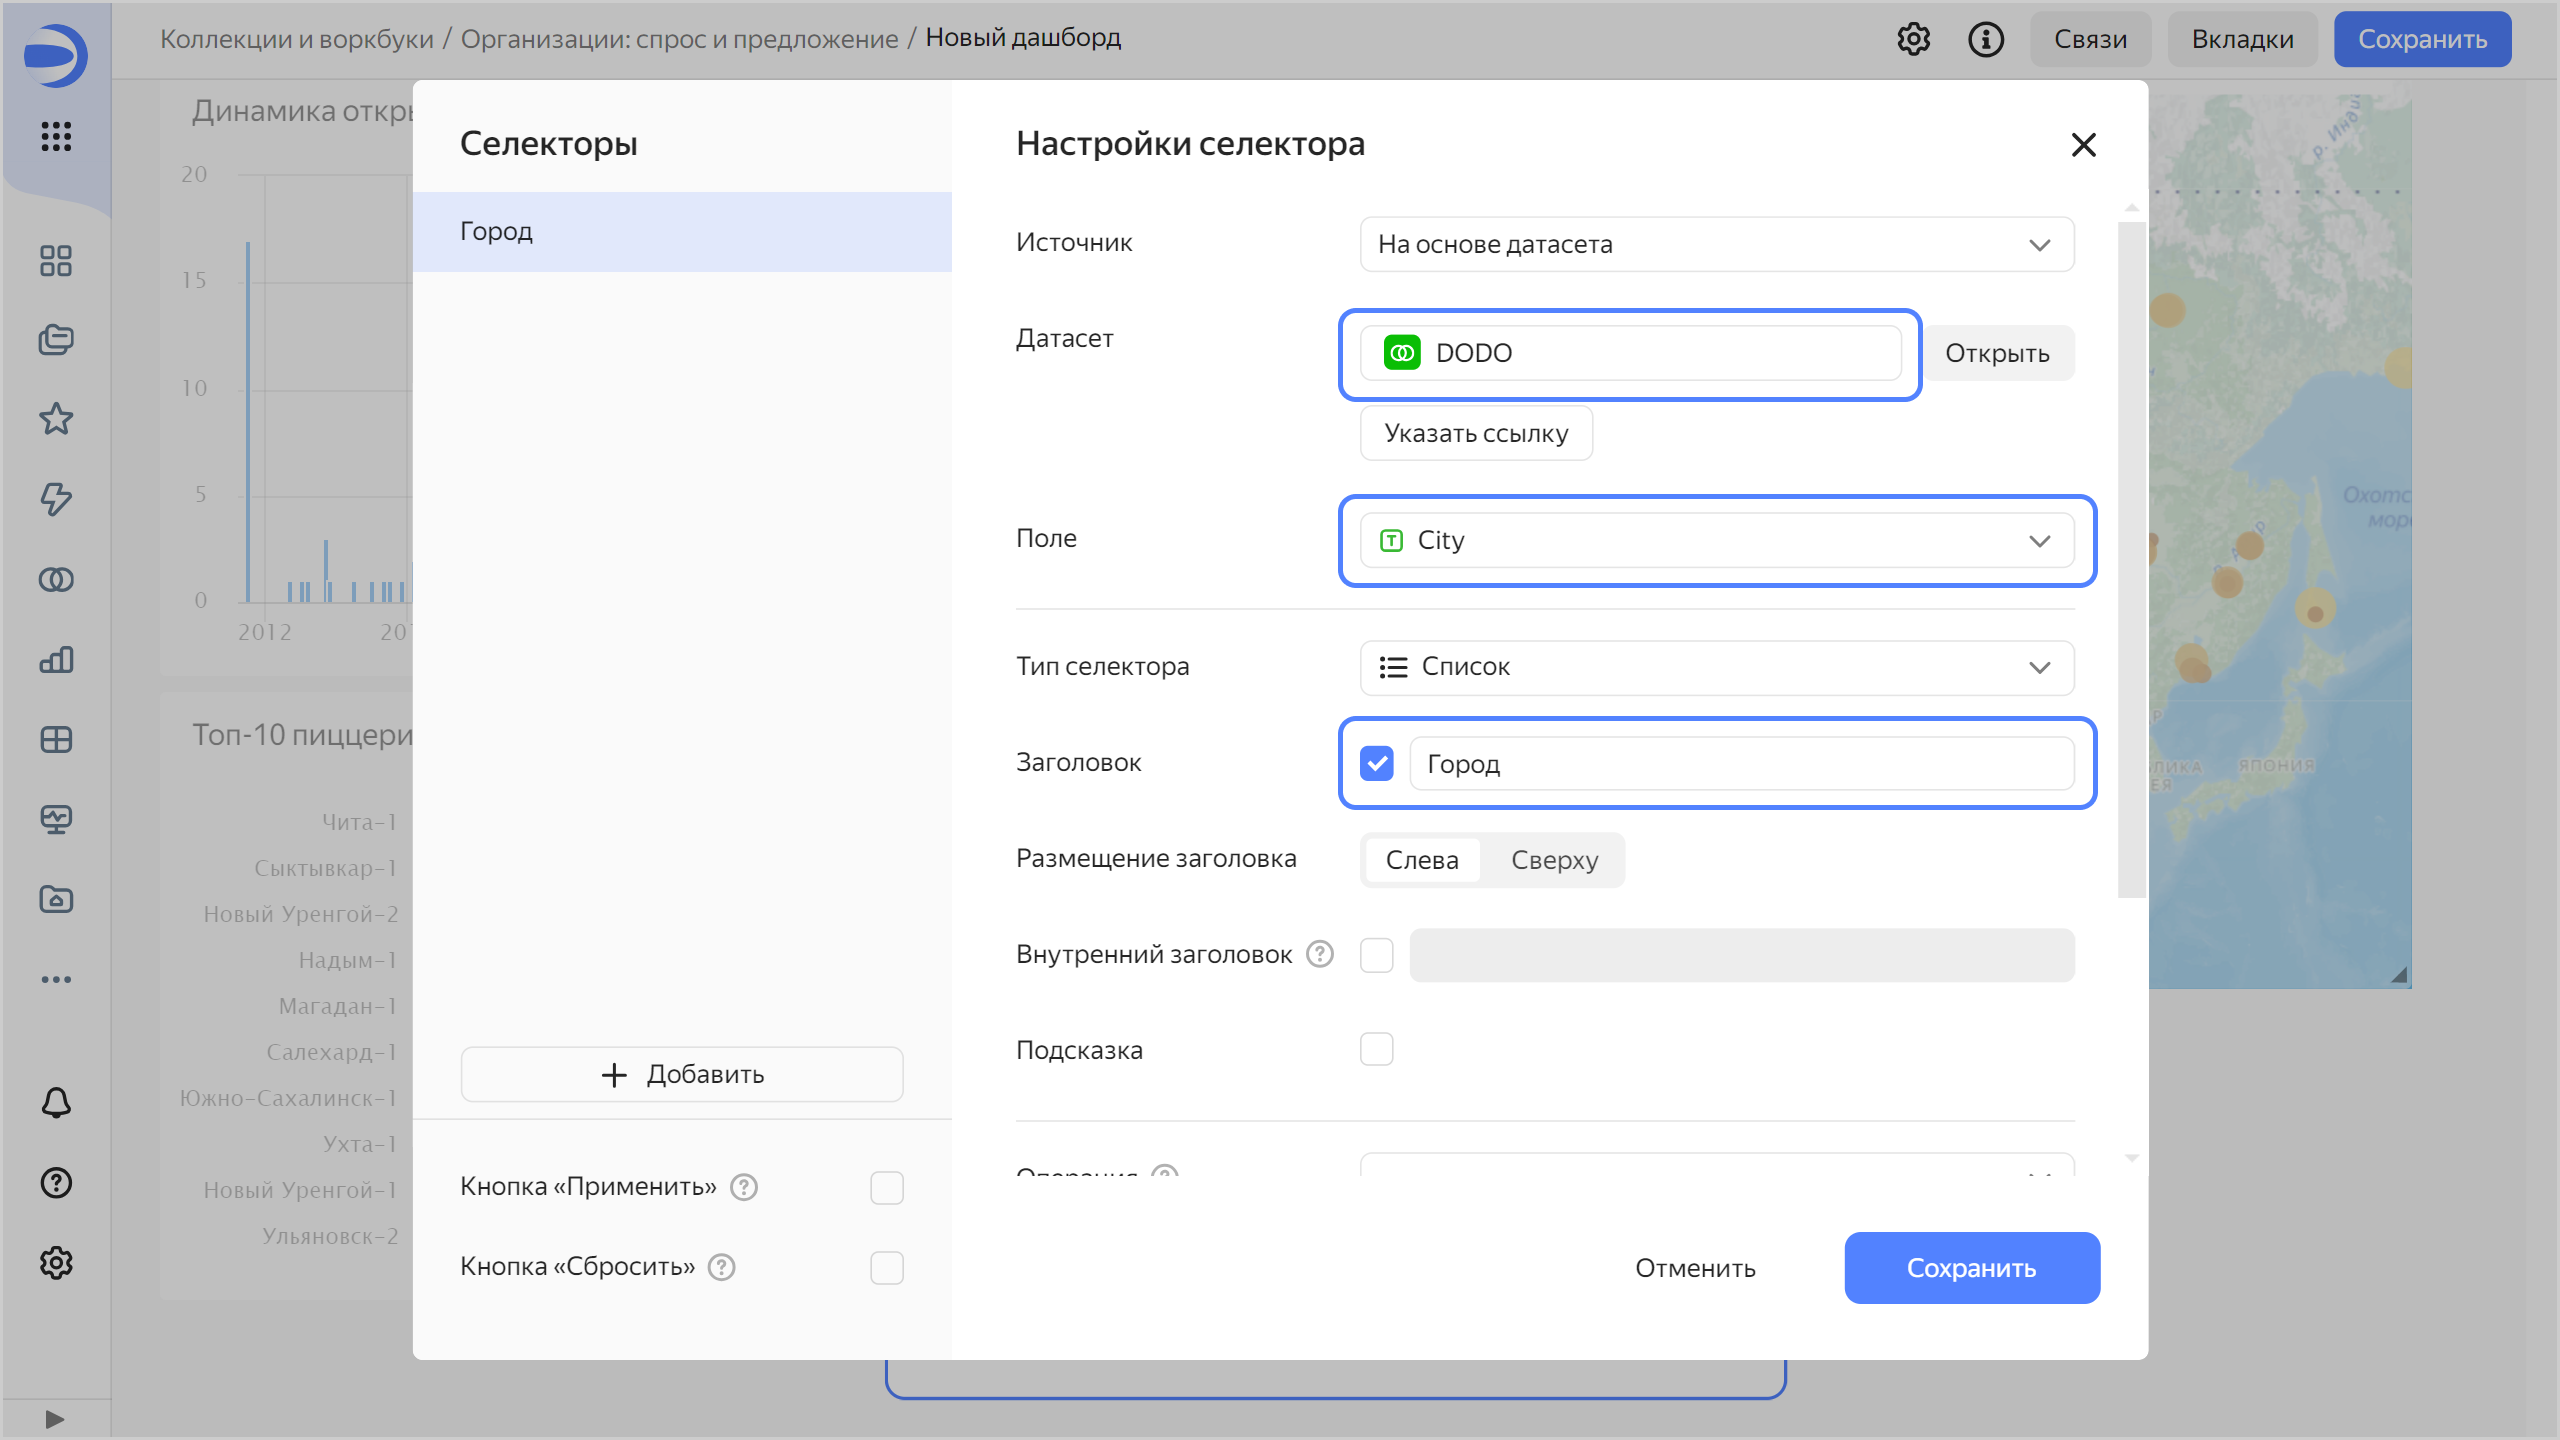 Коллекции и воркбуки / Организации: спрос и предложение / Новый дашборд
Связи
Вкладки
Сохранить
Динамика откры
20
15
10
5
0
2012
201
Топ-10 пиццери
Чита-1
Сыктывкар-1
Новый Уренгой-2
Надым-1
Магадан-1
Салехард-1
Южно-Сахалинск-1
Ухта-1
Новый Уренгой-1
Ульяновск-2
Селекторы
Город
+ Добавить
Кнопка «Применить» ?
Кнопка «Сбросить» ?
Настройки селектора
Источник
На основе датасета
Датасет
DODO
Открыть
Указать ссылку
Поле
City
Тип селектора
Список
Заголовок
Город
Размещение заголовка
Слева
Сверху
Внутренний заголовок ?
Подсказка
Операция ?
Отменить
Сохранить
Охотс
мор
ЯПОНИЯ